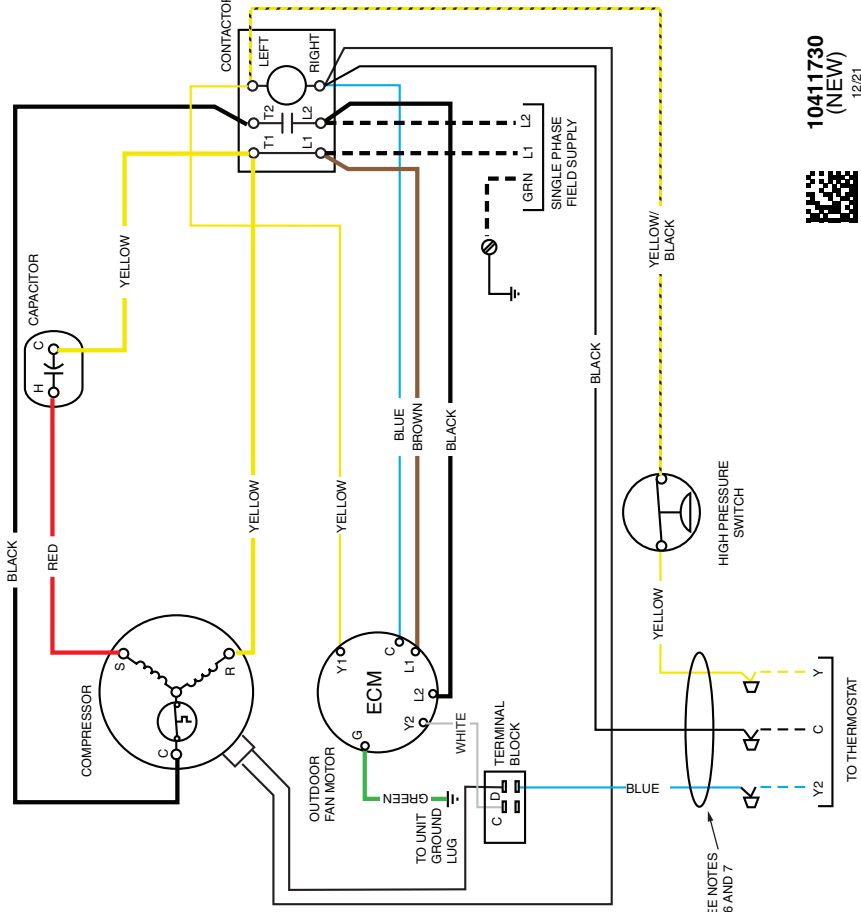 CONTACTOR
LEFT
RIGHT
T2
L2
T1
L1
CAPACITOR
C
H
YELLOW
BLACK
RED
YELLOW
YELLOW
BLUE
BROWN
BLACK
L2
L1
GRN
SINGLE PHASE
FIELD SUPPLY
YELLOW/
BLACK
BLACK
10411730
(NEW)
12/21
COMPRESSOR
S
R
C
OUTDOOR
FAN MOTOR
ECM
Y1
C
L1
L2
Y2
G
WHITE
GREEN
TO UNIT
GROUND
LUG
TERMINAL
BLOCK
D
C
BLUE
HIGH PRESSURE
SWITCH
YELLOW
Y
C
Y2
TO THERMOSTAT
EE NOTES
6 AND 7